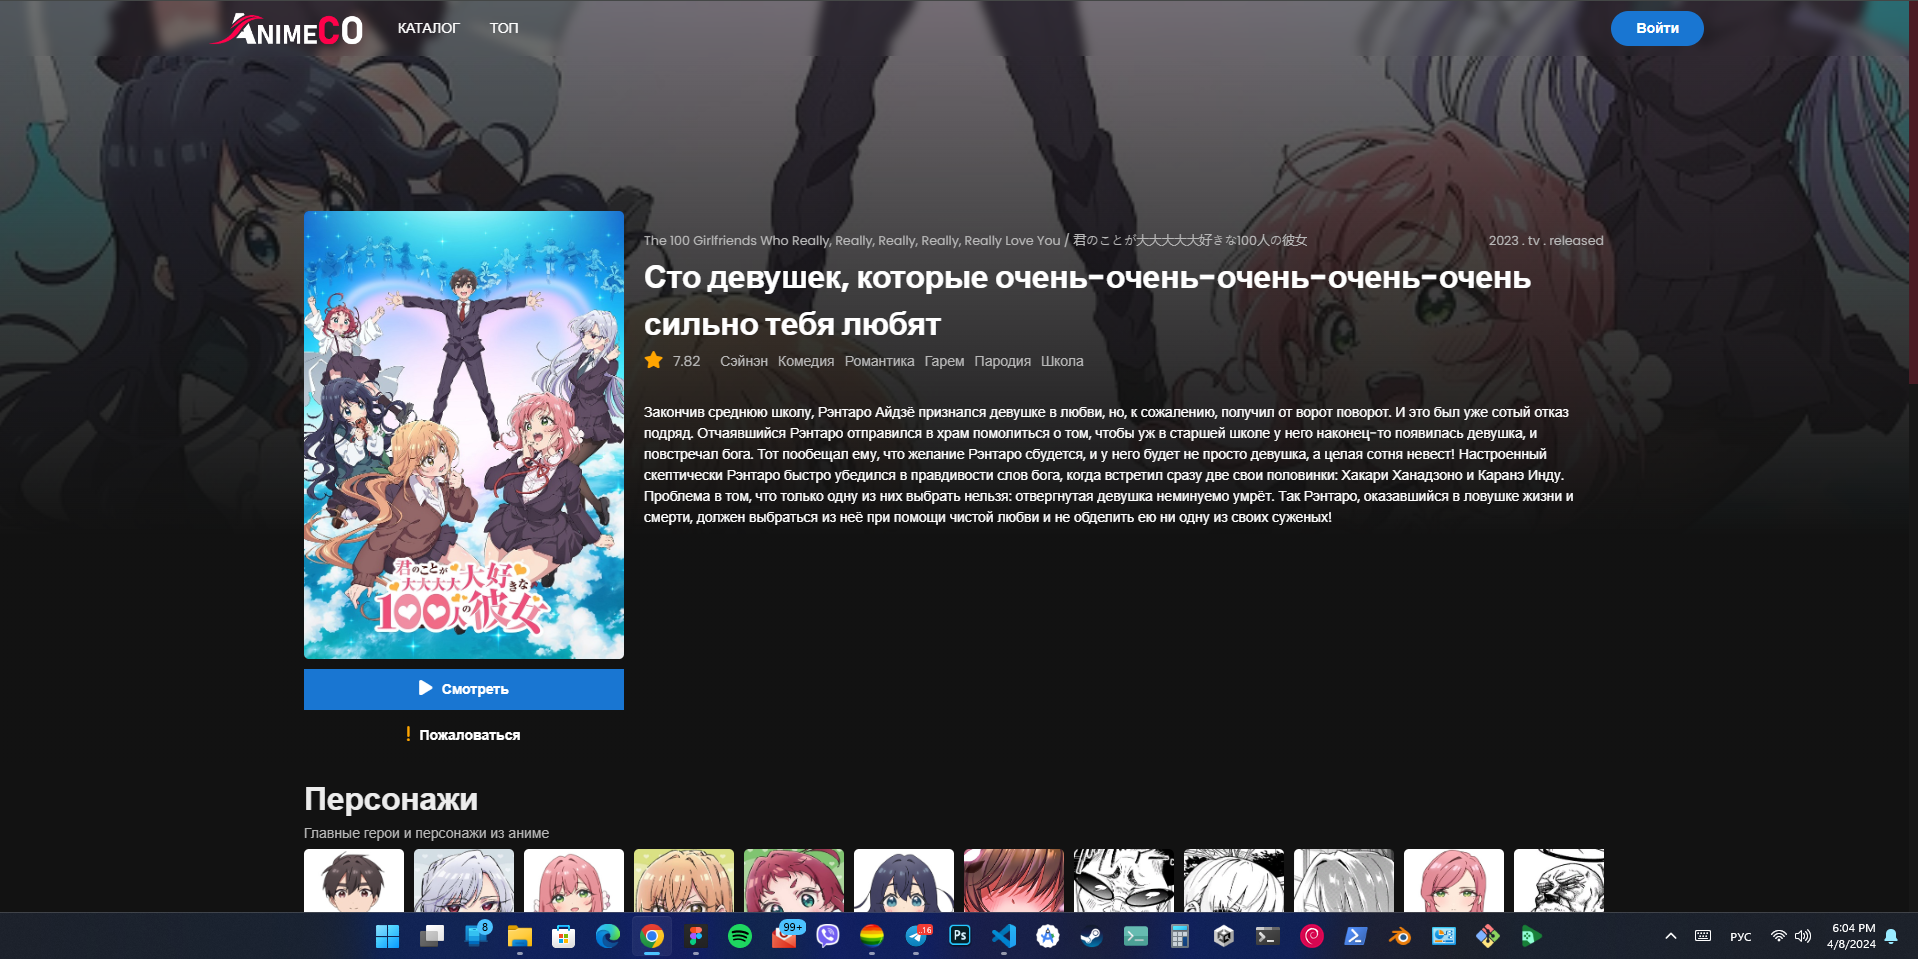 ANIMECO
КАТАЛОГ
ТОП
Войти
The 100 Girlfriends Who Really, Really, Really, Really, Really Love You / 君のことが大大大大大好きな100人の彼女
2023 . tv . released
Сто девушек, которые очень-очень-очень-очень-очень
сильно тебя любят
7.82 Сэйнэн Комедия Романтика Гарем Пародия Школа
Закончив среднюю школу, Рэнтаро Айдзё признался девушке в любви, но, к сожалению, получил от ворот поворот. И это был уже сотый отказ
подряд. Отчаявшийся Рэнтаро отправился в храм помолиться о том, чтобы уж в старшей школе у него наконец-то появилась девушка, и
повстречал бога. Тот пообещал ему, что желание Рэнтаро сбудется, и у него будет не просто девушка, а целая сотня невест! Настроенный
скептически Рэнтаро быстро убедился в правдивости слов бога, когда встретил сразу две свои половинки: Хакари Ханадзоно и Каранэ Инду.
Проблема в том, что только одну из них выбрать нельзя: отвергнутая девушка неминуемо умрёт. Так Рэнтаро, оказавшийся в ловушке жизни и
смерти, должен выбраться из неё при помощи чистой любви и не обделить ею ни одну из своих суженых!
君のことが
大大大大大好きな
100人の彼女
Смотреть
Пожаловаться
Персонажи
Главные герои и персонажи из аниме
8
99+
16
Ps
РУС
6:04 PM
4/8/2024